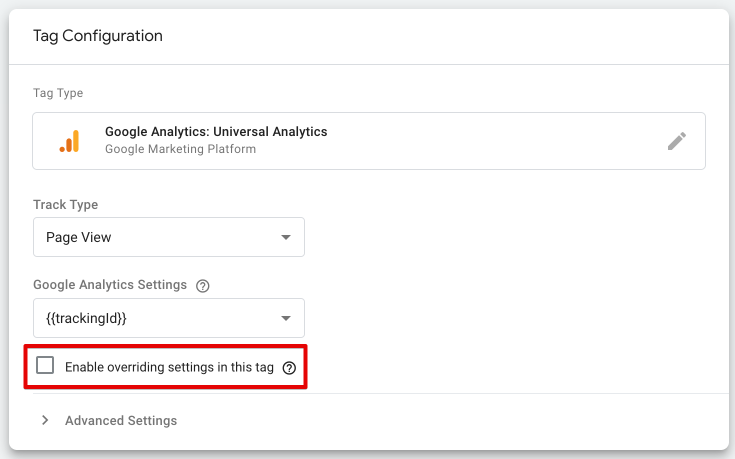 Tag Configuration
Tag Type
Google Analytics: Universal Analytics
Google Marketing Platform
Track Type
Page View
Google Analytics Settings ?
{{trackingId}}
Enable overriding settings in this tag ?
Advanced Settings